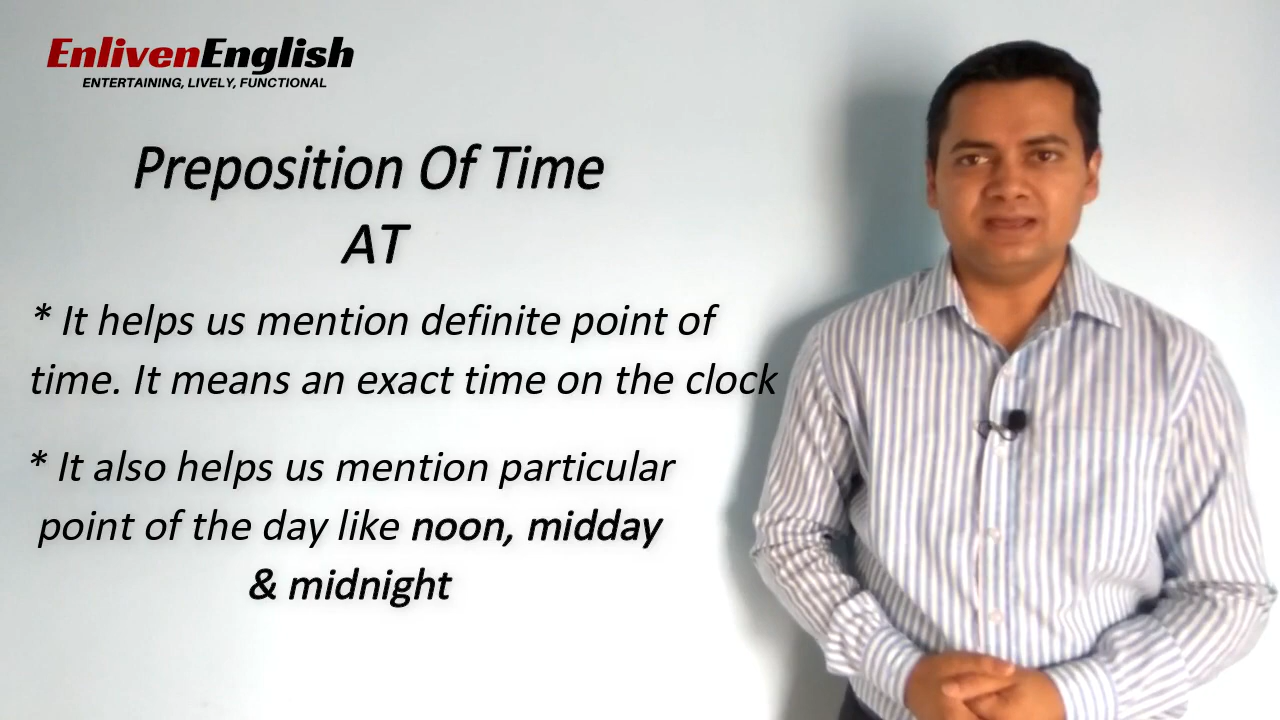 EnlivenEnglish
ENTERTAINING, LIVELY, FUNCTIONAL
Preposition Of Time
AT
* It helps us mention definite point of
time. It means an exact time on the clock
* It also helps us mention particular
point of the day like noon, midday
& midnight